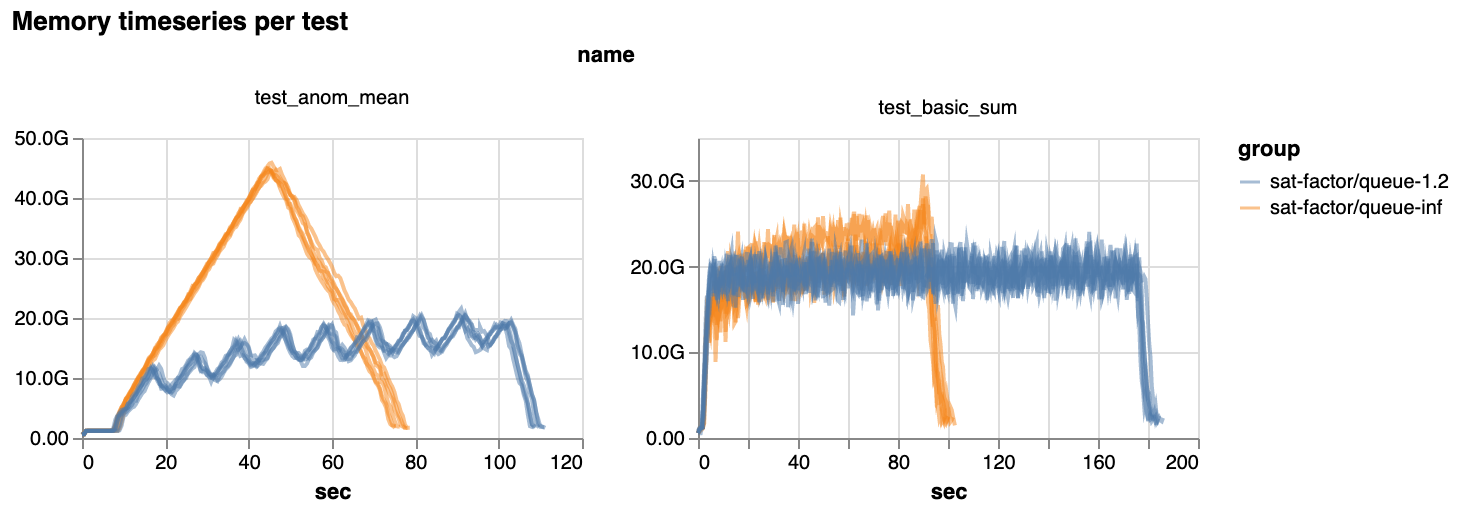 Memory timeseries per test
name
test_anom_mean
test_basic_sum
50.0G
40.0G
30.0G
20.0G
10.0G
0.00
0 20 40 60 80 100 120
sec
30.0G
20.0G
10.0G
0.00
0 40 80 120 160 200
sec
group
sat-factor/queue-1.2
sat-factor/queue-inf